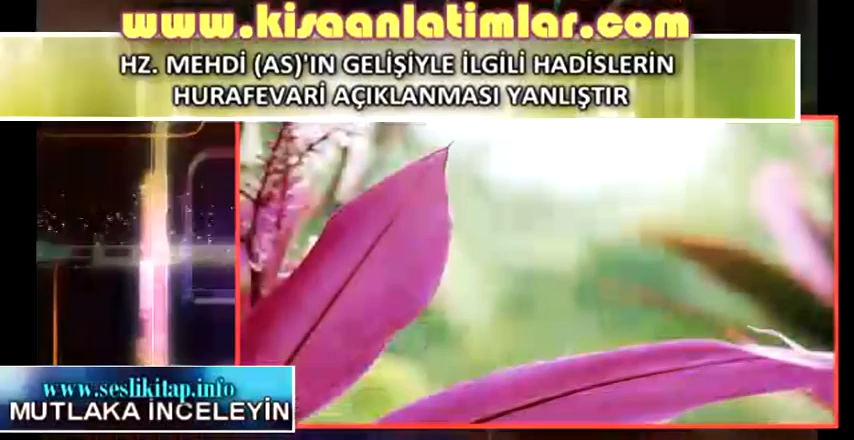 www.kisaanlatimlar.com
HZ. MEHDİ (AS)'IN GELİŞİYLE İLGİLİ HADİSLERİN
HURAFEVARİ AÇIKLANMASI YANLIŞTIR
www.seslikitap.info
MUTLAKA İNCELEYİN